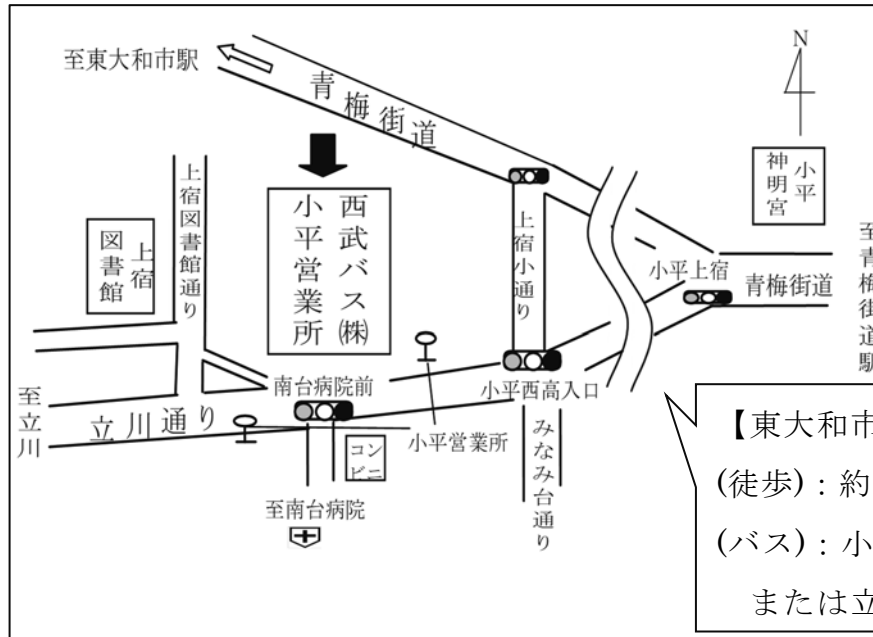 至東大和市駅
青梅街道
N
小平
神明宮
上宿図書館通り
上宿
図書館
西武バス㈱
小平営業所
上宿小通り
小平上宿
青梅街道
至青梅街道駅
南台病院前
小平西高入口
至立川
立川通り
コン
ビニ
小平営業所
みなみ台通り
至南台病院
【東大和市
(徒歩)：約
(バス)：小
または立